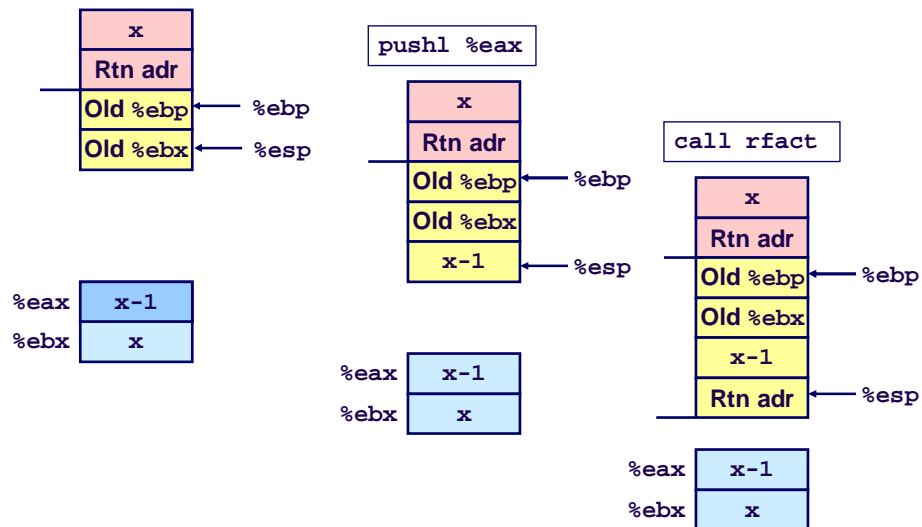 x
Rtn adr
Old %ebp
%ebp
Old %ebx
%esp
%eax
x-1
%ebx
x
pushl %eax
x
Rtn adr
Old %ebp
%ebp
Old %ebx
x-1
%esp
%eax
x-1
%ebx
x
call rfact
x
Rtn adr
Old %ebp
%ebp
Old %ebx
x-1
Rtn adr
%esp
%eax
x-1
%ebx
x